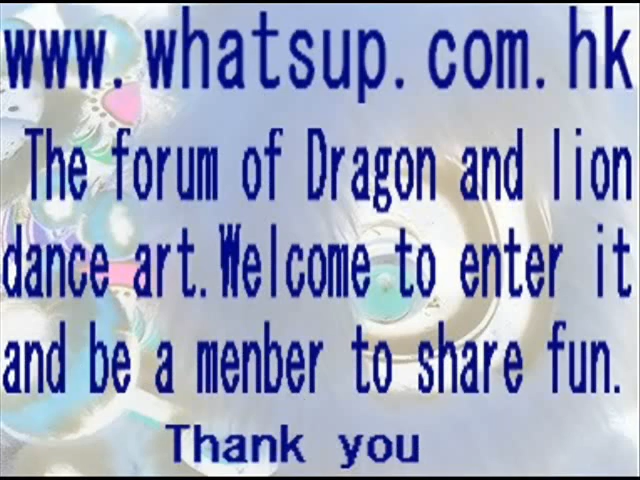 www.whatsup.com.hk
The forum of Dragon and lion
dance art.Welcome to enter it
and be a menber to share fun.
Thank you